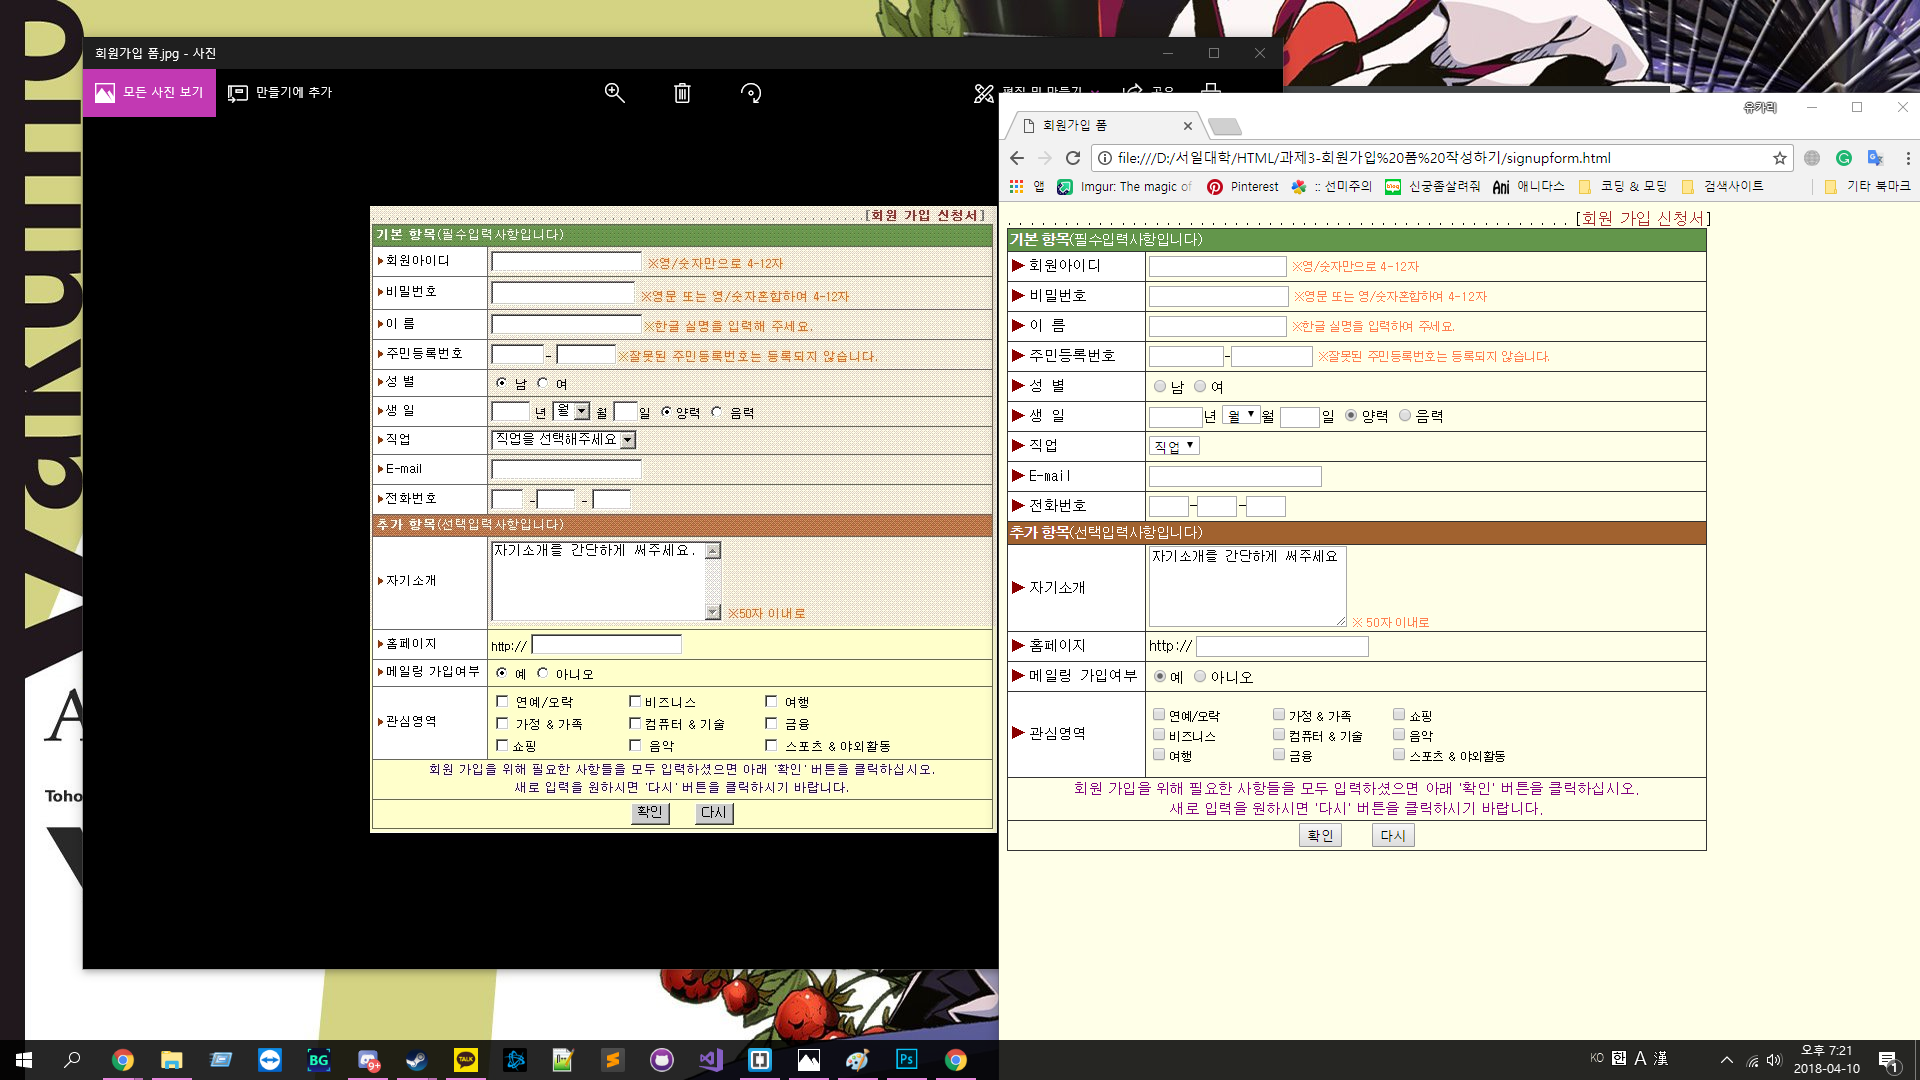 yakumo
회원가입 폼.jpg - 사진
모든 사진 보기
만들기에 추가
Toho
. . . . . . . . . . . . . . . . . . . . . . . . . . . . . . . . . . . . . . . . [회원 가입 신청서]
기본 항목(필수입력사항입니다)
회원아이디 ※영/숫자만으로 4-12자
비밀번호 ※영문 또는 영/숫자혼합하여 4-12자
이 름 ※한글 실명을 입력해 주세요.
주민등록번호 - ※잘못된 주민등록번호는 등록되지 않습니다.
성 별 남 여
생 일 년 월 월 일 양력 음력
직업 직업을 선택해주세요
E-mail
전화번호 - -
추가 항목(선택입력사항입니다)
자기소개 자기소개를 간단하게 써주세요. ※50자 이내로
홈페이지 http://
메일링 가입여부 예 아니오
관심영역
연예/오락 비즈니스 여행
가정 & 가족 컴퓨터 & 기술 금융
쇼핑 음악 스포츠 & 야외활동
회원 가입을 위해 필요한 사항들을 모두 입력하셨으면 아래 '확인' 버튼을 클릭하십시오.
새로 입력을 원하시면 '다시' 버튼을 클릭하시기 바랍니다.
확인 다시
유카리
회원가입 폼
file:///D:/서일대학/HTML/과제3-회원가입%20폼%20작성하기/signupform.html
앱 Imgur: The magic of Pinterest :: 선미주의 신궁좀살려줘 Ani 애니다스 코딩 & 모딩 검색사이트 기타 북마크
. . . . . . . . . . . . . . . . . . . . . . . . . . . . . . . . . . . . . . . . [회원 가입 신청서]
기본 항목(필수입력사항입니다)
회원아이디 ※영/숫자만으로 4-12자
비밀번호 ※영문 또는 영/숫자혼합하여 4-12자
이 름 ※한글 실명을 입력하여 주세요.
주민등록번호 - ※잘못된 주민등록번호는 등록되지 않습니다.
성 별 남 여
생 일 년 월 월 일 양력 음력
직업 직업
E-mail
전화번호 - -
추가 항목(선택입력사항입니다)
자기소개 자기소개를 간단하게 써주세요 ※ 50자 이내로
홈페이지 http://
메일링 가입여부 예 아니오
관심영역
연예/오락 가정 & 가족 쇼핑
비즈니스 컴퓨터 & 기술 음악
여행 금융 스포츠 & 야외활동
회원 가입을 위해 필요한 사항들을 모두 입력하셨으면 아래 '확인' 버튼을 클릭하십시오.
새로 입력을 원하시면 '다시' 버튼을 클릭하시기 바랍니다.
확인 다시
BG 9+ TALK Ps KO 한 A 漢
오후 7:21
2018-04-10
1